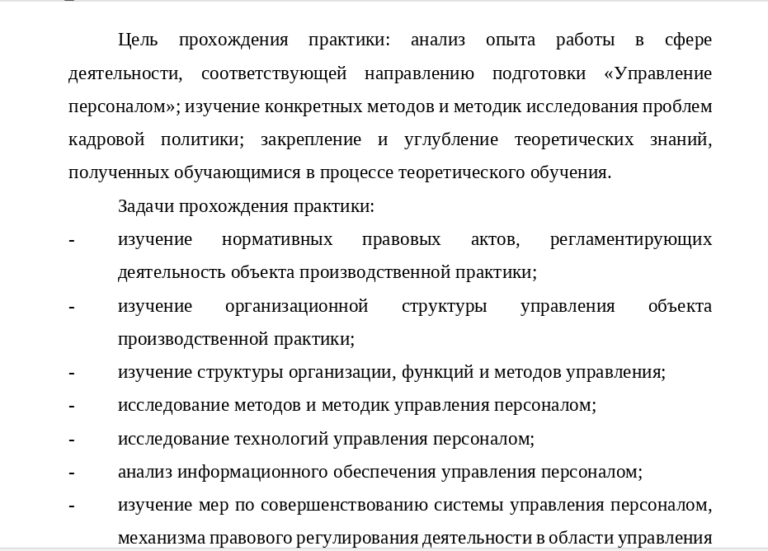 Цель прохождения практики: анализ опыта работы в сфере
деятельности, соответствующей направлению подготовки «Управление
персоналом»; изучение конкретных методов и методик исследования проблем
кадровой политики; закрепление и углубление теоретических знаний,
полученных обучающимися в процессе теоретического обучения.
Задачи прохождения практики:
- изучение нормативных правовых актов, регламентирующих
деятельность объекта производственной практики;
- изучение организационной структуры управления объекта
производственной практики;
- изучение структуры организации, функций и методов управления;
- исследование методов и методик управления персоналом;
- исследование технологий управления персоналом;
- анализ информационного обеспечения управления персоналом;
- изучение мер по совершенствованию системы управления персоналом,
механизма правового регулирования деятельности в области управления